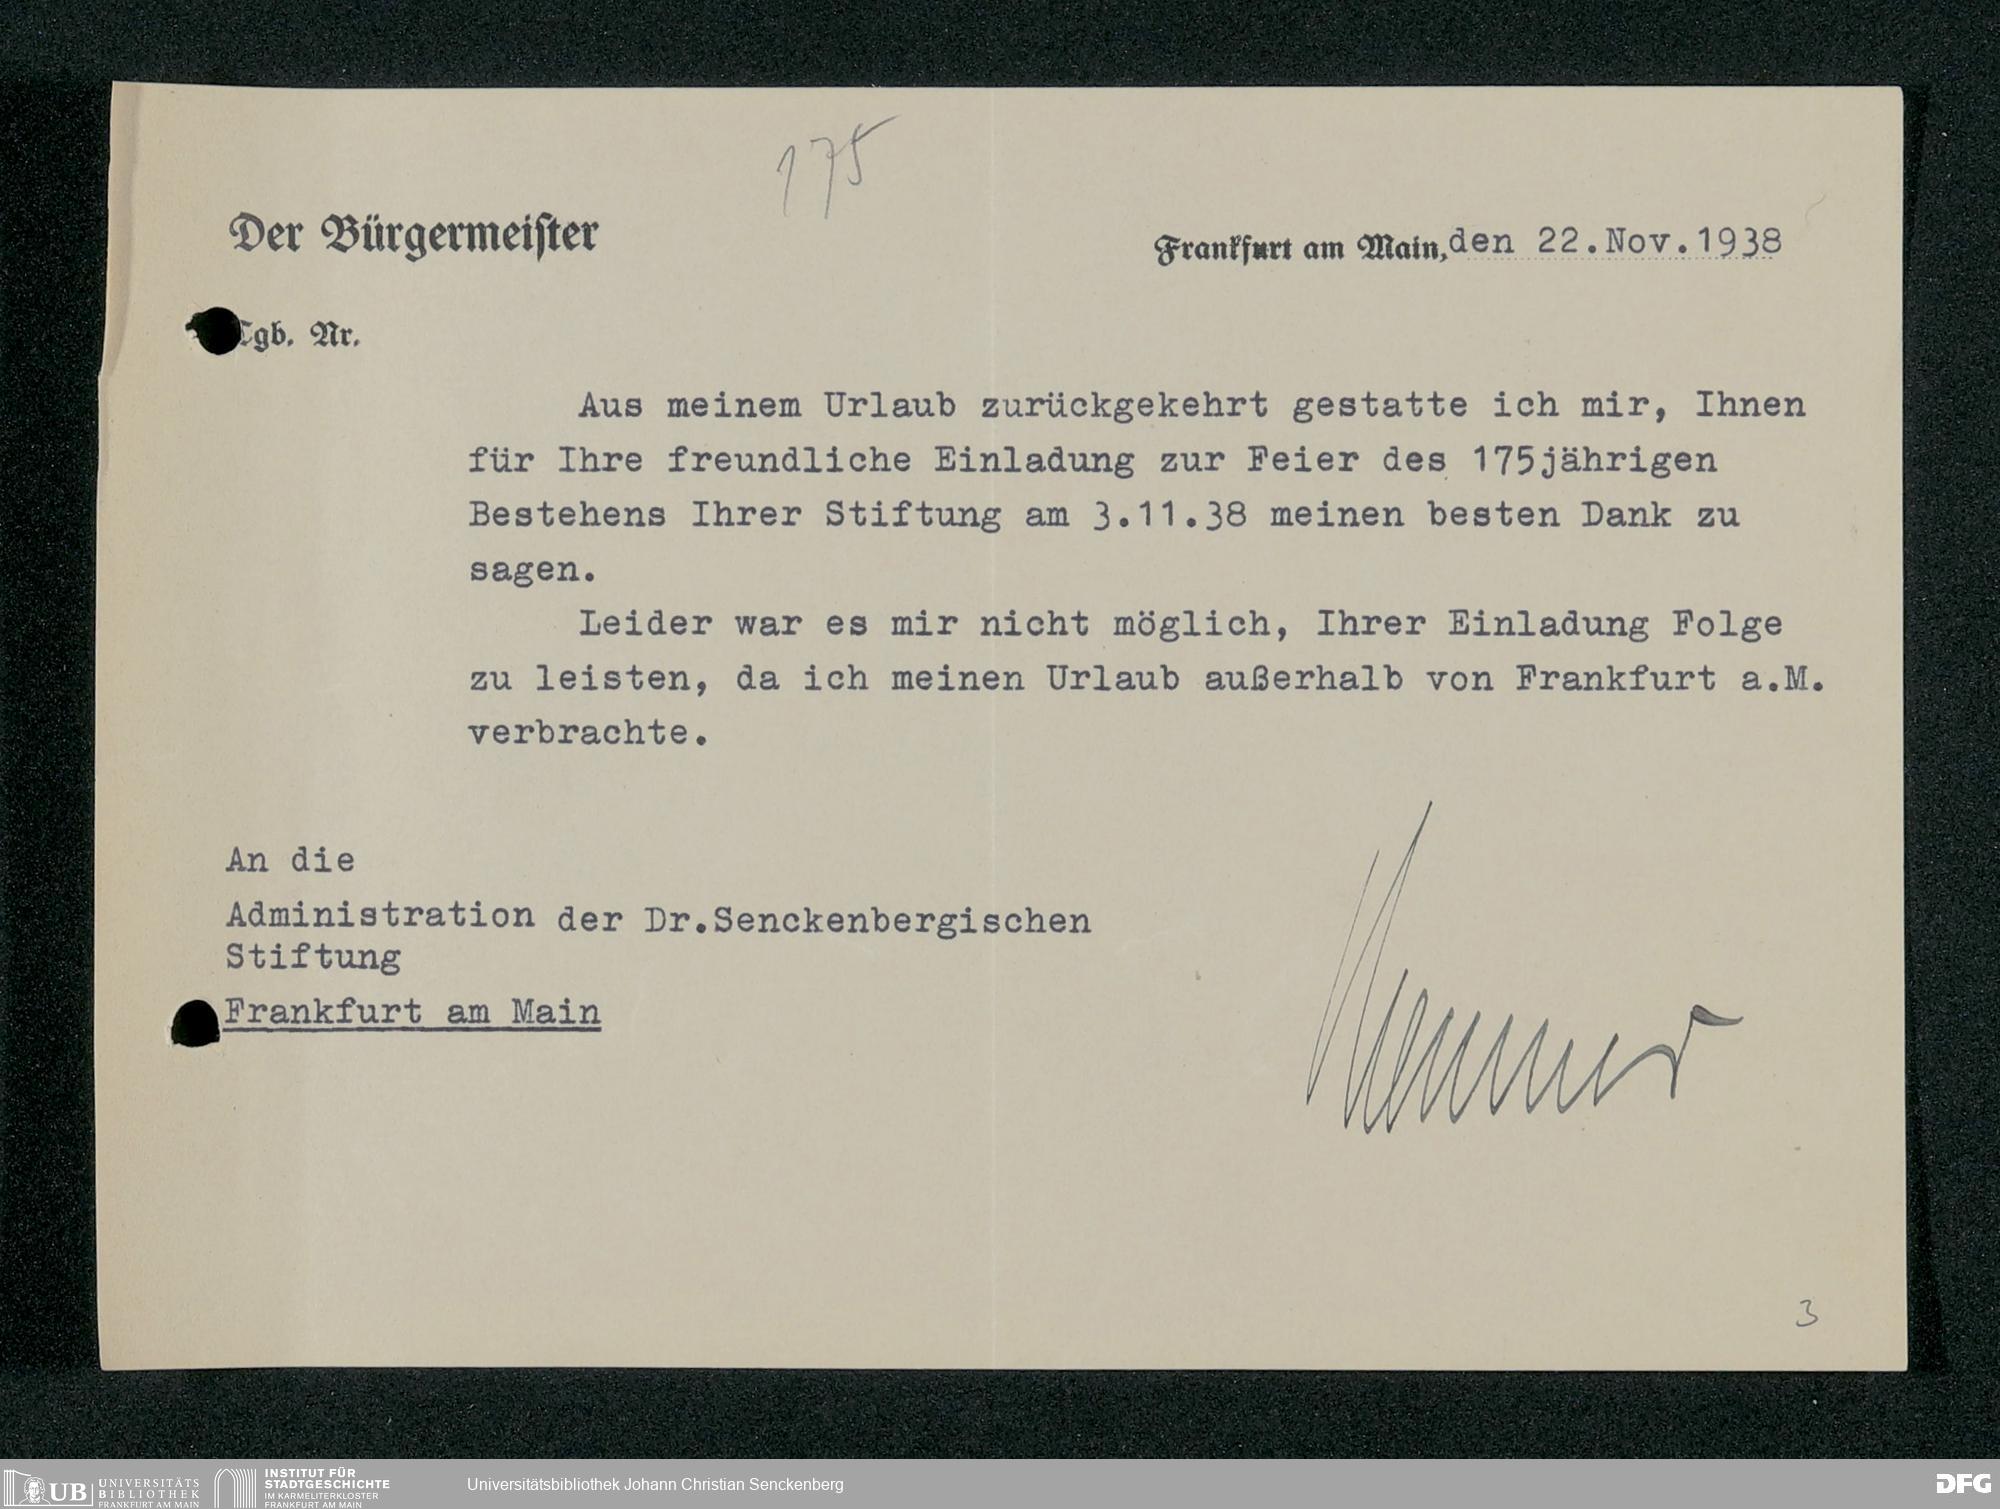 175
Der Bürgermeister
Frankfurt am Main, den 22.Nov.1938
Tgb. Nr.
Aus meinem Urlaub zurückgekehrt gestatte ich mir, Ihnen
für Ihre freundliche Einladung zur Feier des 175jährigen
Bestehens Ihrer Stiftung am 3.11.38 meinen besten Dank zu
sagen.
Leider war es mir nicht möglich, Ihrer Einladung Folge
zu leisten, da ich meinen Urlaub außerhalb von Frankfurt a.M.
verbrachte.
An die
Administration der Dr.Senckenbergischen
Stiftung
Frankfurt am Main
3
UB UNIVERSITÄTS
BIBLIOTHEK
FRANKFURT AM MAIN
INSTITUT FÜR
STADTGESCHICHTE
IM KARMELITERKLOSTER
FRANKFURT AM MAIN
Universitätsbibliothek Johann Christian Senckenberg
DFG